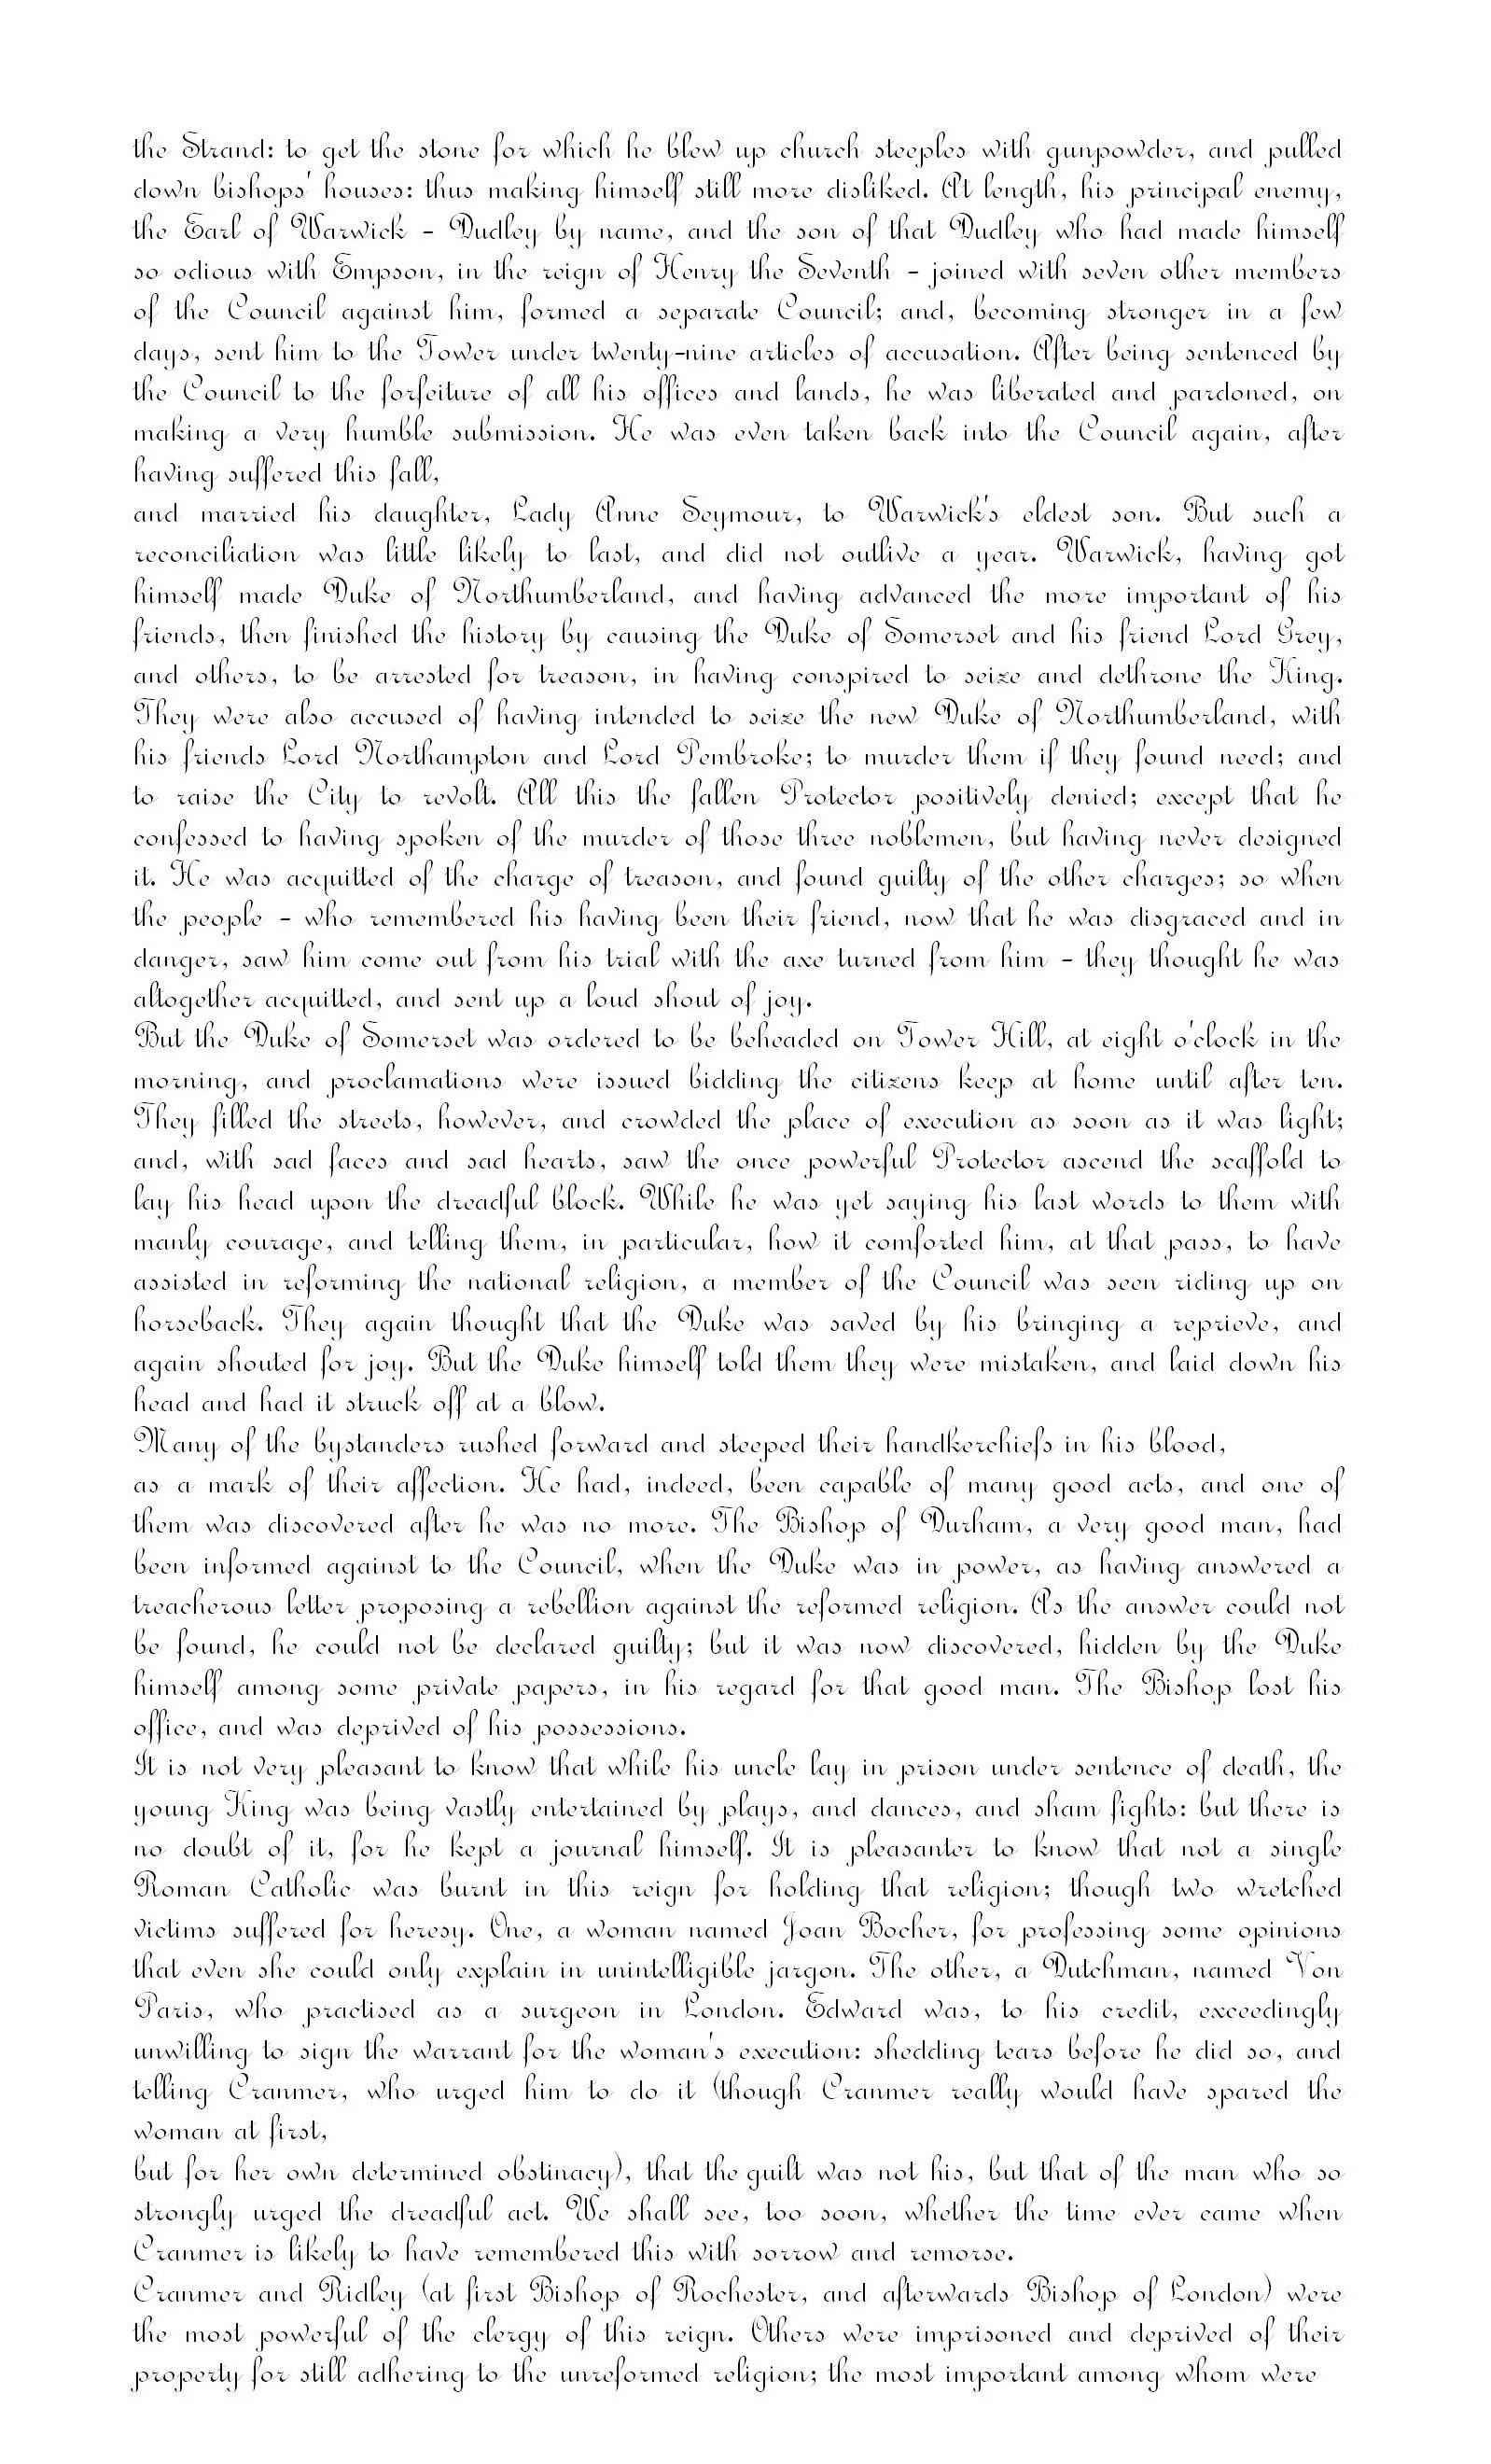 the Strand: to get the stone for which he blew up church steeples with gunpowder, and pulled
down bishops' houses: thus making himself still more disliked. At length, his principal enemy,
the Earl of Warwick - Dudley by name, and the son of that Dudley who had made himself
so odious with Empson, in the reign of Henry the Seventh - joined with seven other members
of the Council against him, formed a separate Council; and, becoming stronger in a few
days, sent him to the Tower under twenty-nine articles of accusation. After being sentenced by
the Council to the forfeiture of all his offices and lands, he was liberated and pardoned, on
making a very humble submission. He was even taken back into the Council again, after
having suffered this fall,
and married his daughter, Lady Anne Seymour, to Warwick's eldest son. But such a
reconciliation was little likely to last, and did not outlive a year. Warwick, having got
himself made Duke of Northumberland, and having advanced the more important of his
friends, then finished the history by causing the Duke of Somerset and his friend Lord Grey,
and others, to be arrested for treason, in having conspired to seize and dethrone the King.
They were also accused of having intended to seize the new Duke of Northumberland, with
his friends Lord Northampton and Lord Pembroke; to murder them if they found need; and
to raise the City to revolt. All this the fallen Protector positively denied; except that he
confessed to having spoken of the murder of those three noblemen, but having never designed
it. He was acquitted of the charge of treason, and found guilty of the other charges; so when
the people - who remembered his having been their friend, now that he was disgraced and in
danger, saw him come out from his trial with the axe turned from him - they thought he was
altogether acquitted, and sent up a loud shout of joy.
But the Duke of Somerset was ordered to be beheaded on Tower Hill, at eight o'clock in the
morning, and proclamations were issued bidding the citizens keep at home until after ten.
They filled the streets, however, and crowded the place of execution as soon as it was light;
and, with sad faces and sad hearts, saw the once powerful Protector ascend the scaffold to
lay his head upon the dreadful block. While he was yet saying his last words to them with
manly courage, and telling them, in particular, how it comforted him, at that pass, to have
assisted in reforming the national religion, a member of the Council was seen riding up on
horseback. They again thought that the Duke was saved by his bringing a reprieve, and
again shouted for joy. But the Duke himself told them they were mistaken, and laid down his
head and had it struck off at a blow.
Many of the bystanders rushed forward and steeped their handkerchiefs in his blood,
as a mark of their affection. He had, indeed, been capable of many good acts, and one of
them was discovered after he was no more. The Bishop of Durham, a very good man, had
been informed against to the Council, when the Duke was in power, as having answered a
treacherous letter proposing a rebellion against the reformed religion. As the answer could not
be found, he could not be declared guilty; but it was now discovered, hidden by the Duke
himself among some private papers, in his regard for that good man. The Bishop lost his
office, and was deprived of his possessions.
It is not very pleasant to know that while his uncle lay in prison under sentence of death, the
young King was being vastly entertained by plays, and dances, and sham fights: but there is
no doubt of it, for he kept a journal himself. It is pleasanter to know that not a single
Roman Catholic was burnt in this reign for holding that religion; though two wretched
victims suffered for heresy. One, a woman named Joan Bocher, for professing some opinions
that even she could only explain in unintelligible jargon. The other, a Dutchman, named Von
Paris, who practised as a surgeon in London. Edward was, to his credit, exceedingly
unwilling to sign the warrant for the woman's execution: shedding tears before he did so, and
telling Cranmer, who urged him to do it (though Cranmer really would have spared the
woman at first,
but for her own determined obstinacy), that the guilt was not his, but that of the man who so
strongly urged the dreadful act. We shall see, too soon, whether the time ever came when
Cranmer is likely to have remembered this with sorrow and remorse.
Cranmer and Ridley (at first Bishop of Rochester, and afterwards Bishop of London) were
the most powerful of the clergy of this reign. Others were imprisoned and deprived of their
property for still adhering to the unreformed religion; the most important among whom were